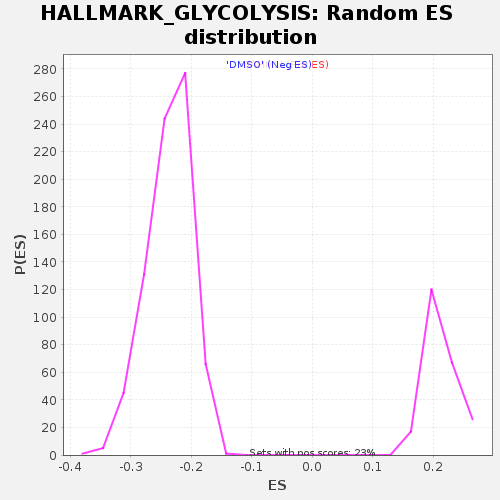 HALLMARK_GLYCOLYSIS: Random ES
distribution
'DMSO' (Neg ES) ES)
280
260
240
220
200
180
160
140
120
100
80
60
40
20
0
P(ES)
Sets with pos scores: 23%
-0.4 -0.3 -0.2 -0.1 0.0 0.1 0.2
ES